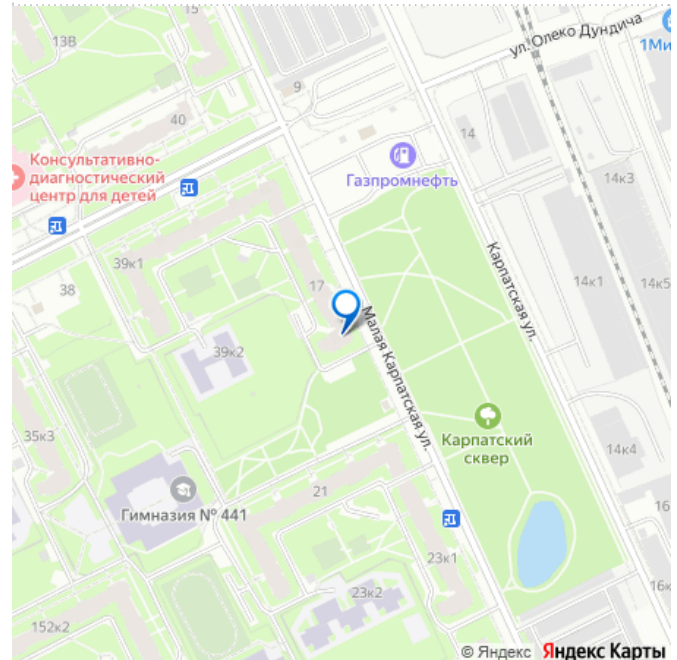 13В
15
ул. Олеко Дундича
1Ми
9
40
14
Консультативно-
диагностический
центр для детей
Газпромнефть
14к3
39к1
38
17
Карпатская ул.
14к1
14к5
Малая Карпатская ул.
39к2
35к3
Карпатский
сквер
14к4
Гимназия № 441
21
16
23к1
23к2
16к
152к2
© Яндекс Яндекс Карты